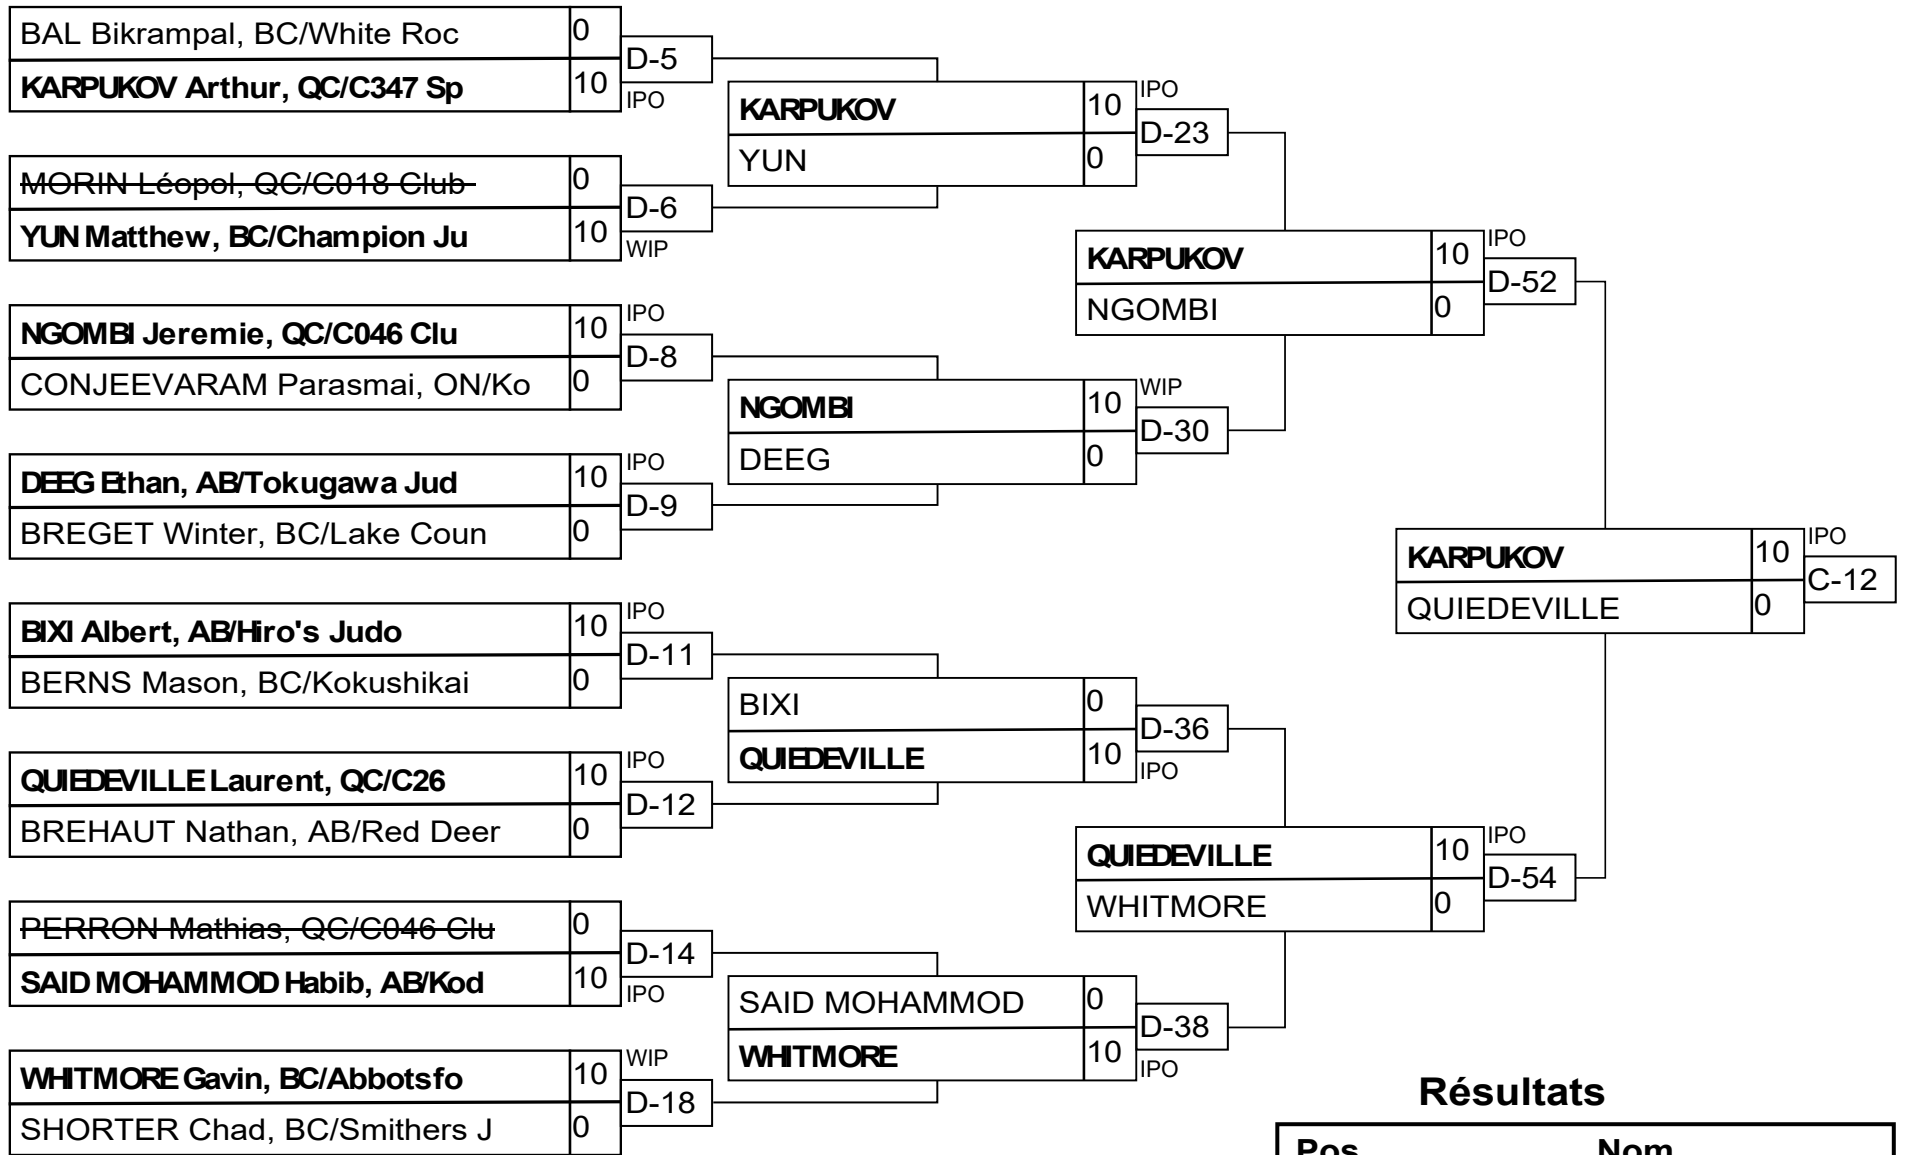 BAL Bikrampal, BC/White Roc 0
D-5
KARPUKOV Arthur, QC/C347 Sp 10
IPO
MORIN Léopol, QC/C018 Club 0
D-6
YUN Matthew, BC/Champion Ju 10
WIP
NGOMBI Jeremie, QC/C046 Clu 10
IPO
D-8
CONJEEVARAM Parasmai, ON/Ko 0
DEEG Ethan, AB/Tokugawa Jud 10
IPO
D-9
BREGET Winter, BC/Lake Coun 0
BIXI Albert, AB/Hiro's Judo 10
IPO
D-11
BERNS Mason, BC/Kokushikai 0
QUIEDEVILLE Laurent, QC/C26 10
IPO
D-12
BREHAUT Nathan, AB/Red Deer 0
PERRON Mathias, QC/C046 Clu 0
D-14
SAID MOHAMMOD Habib, AB/Kod 10
IPO
WHITMORE Gavin, BC/Abbotsfo 10
WIP
D-18
SHORTER Chad, BC/Smithers J 0
KARPUKOV 10
IPO
D-23
YUN 0
NGOMBI 10
WIP
D-30
DEEG 0
BIXI 0
D-36
QUIEDEVILLE 10
IPO
SAID MOHAMMOD 0
D-38
WHITMORE 10
IPO
KARPUKOV 10
IPO
D-52
NGOMBI 0
QUIEDEVILLE 10
IPO
D-54
WHITMORE 0
KARPUKOV 10
IPO
C-12
QUIEDEVILLE 0
Résultats
Pos Nom